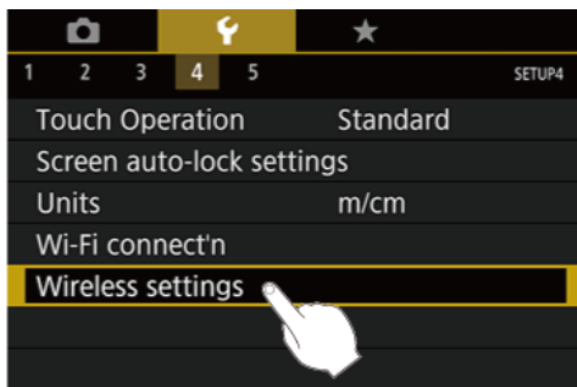 1 2 3 4 5 SETUP4
Touch Operation Standard
Screen auto-lock settings
Units m/cm
Wi-Fi connect'n
Wireless settings